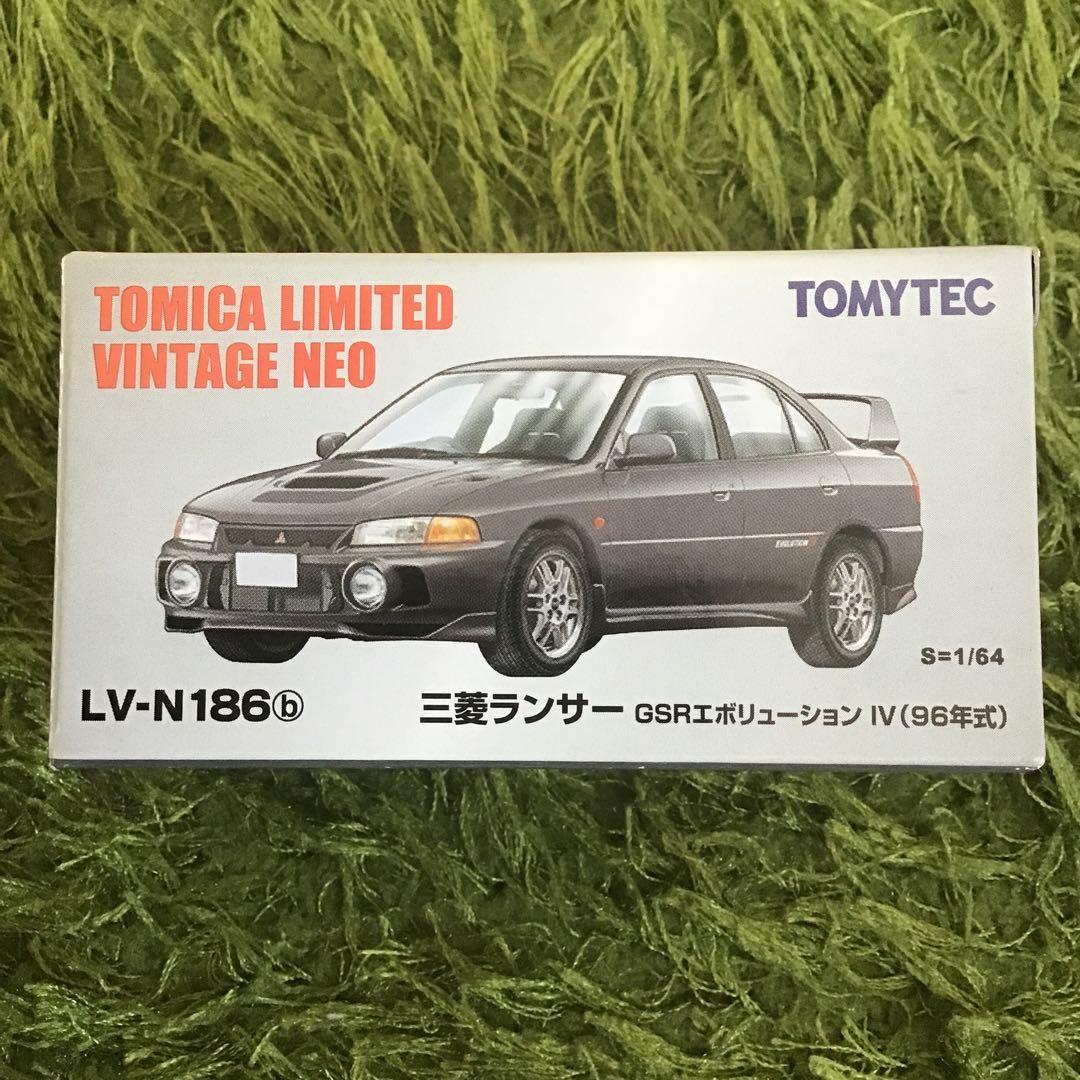 TOMICA LIMITED
VINTAGE NEO
TOMYTEC
EVOLUTION
S=1/64
LV-N186ⓑ
三菱ランサー GSRエボリューション IV(96年式)